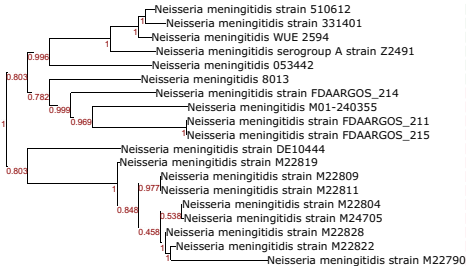 Neisseria meningitidis strain 510612
1
Neisseria meningitidis strain 331401
1
Neisseria meningitidis WUE 2594
1
Neisseria meningitidis serogroup A strain Z2491
0.996
Neisseria meningitidis 053442
0.803
Neisseria meningitidis 8013
0.782
Neisseria meningitidis strain FDAARGOS_214
0.999
Neisseria meningitidis M01-240355
0.969
Neisseria meningitidis strain FDAARGOS_211
1
Neisseria meningitidis strain FDAARGOS_215
1
Neisseria meningitidis strain DE10444
0.803
Neisseria meningitidis strain M22819
1
Neisseria meningitidis strain M22809
0.977
Neisseria meningitidis strain M22811
0.848
Neisseria meningitidis strain M22804
0.538
Neisseria meningitidis strain M24705
0.458
Neisseria meningitidis strain M22828
1
Neisseria meningitidis strain M22822
1
Neisseria meningitidis strain M22790